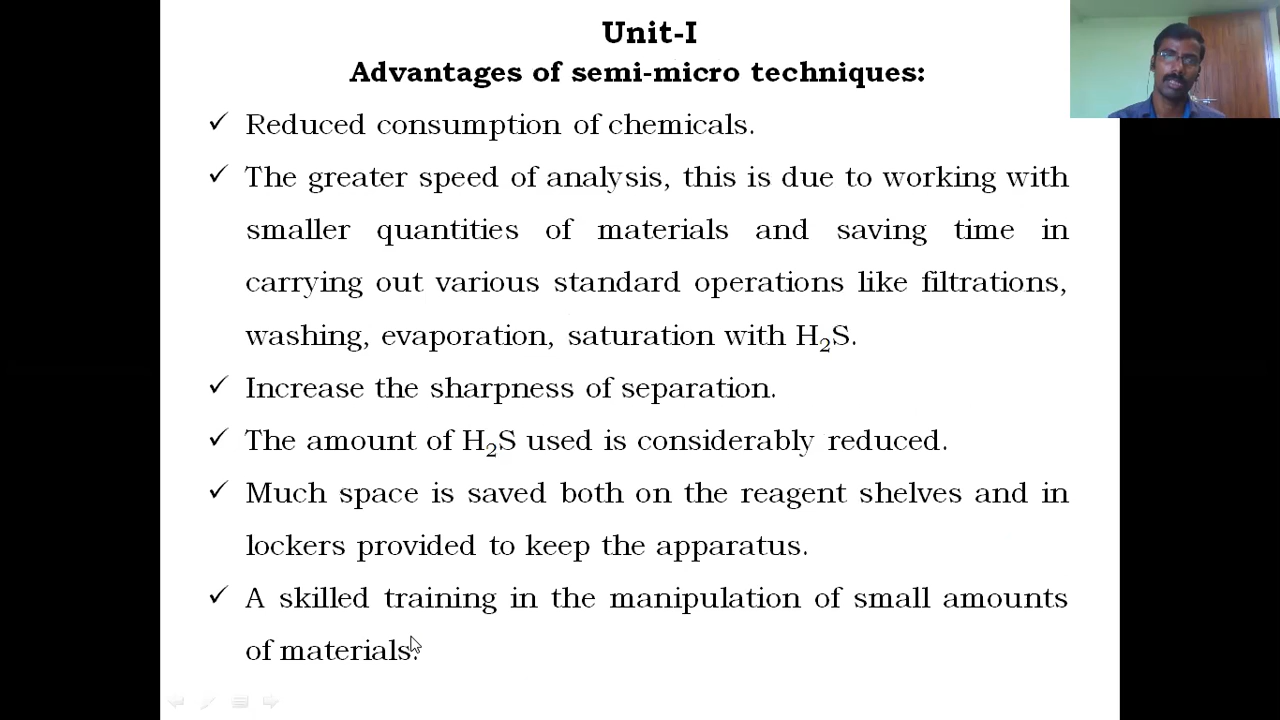 Unit-I
Advantages of semi-micro techniques:
✓ Reduced consumption of chemicals.
✓ The greater speed of analysis, this is due to working with
smaller quantities of materials and saving time in
carrying out various standard operations like filtrations,
washing, evaporation, saturation with H₂S.
✓ Increase the sharpness of separation.
✓ The amount of H₂S used is considerably reduced.
✓ Much space is saved both on the reagent shelves and in
lockers provided to keep the apparatus.
✓ A skilled training in the manipulation of small amounts
of materials.